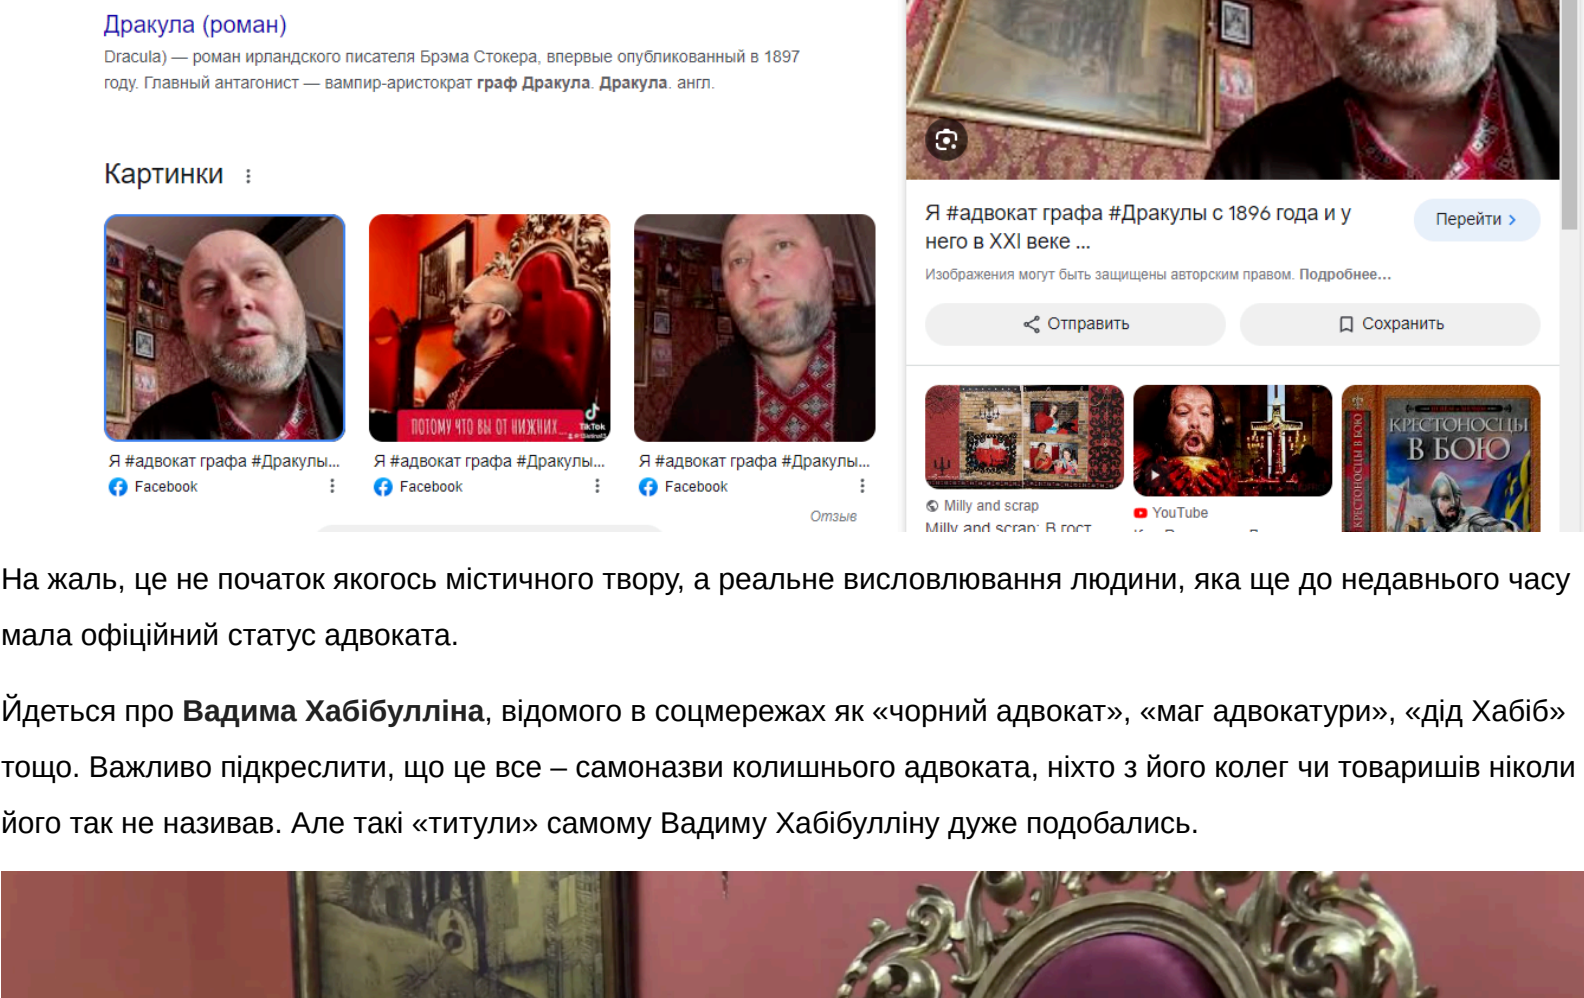 Дракула (роман)
Dracula) — роман ирландского писателя Брэма Стокера, впервые опубликованный в 1897
году. Главный антагонист — вампир-аристократ граф Дракула. Дракула. англ.
Картинки
ПОТОМУ ЧТО ВЫ ОТ НИЖНИХ
TikTok
Я #адвокат графа #Дракулы...
Facebook
Я #адвокат графа #Дракулы...
Facebook
Я #адвокат графа #Дракулы...
Facebook
Отзыв
Я #адвокат графа #Дракулы с 1896 года и у
него в XXI веке ...
Перейти
Изображения могут быть защищены авторским правом. Подробнее...
Отправить
Сохранить
Milly and scrap
Milly and scrap: В гост
YouTube
КРЕСТОНОСЦЫ
В БОЮ
КРЕСТОНОСЦЫ В БОЮ
На жаль, це не початок якогось містичного твору, а реальне висловлювання людини, яка ще до недавнього часу
мала офіційний статус адвоката.
Йдеться про Вадима Хабібулліна, відомого в соцмережах як «чорний адвокат», «маг адвокатури», «дід Хабіб»
тощо. Важливо підкреслити, що це все – самоназви колишнього адвоката, ніхто з його колег чи товаришів ніколи
його так не називав. Але такі «титули» самому Вадиму Хабібулліну дуже подобались.